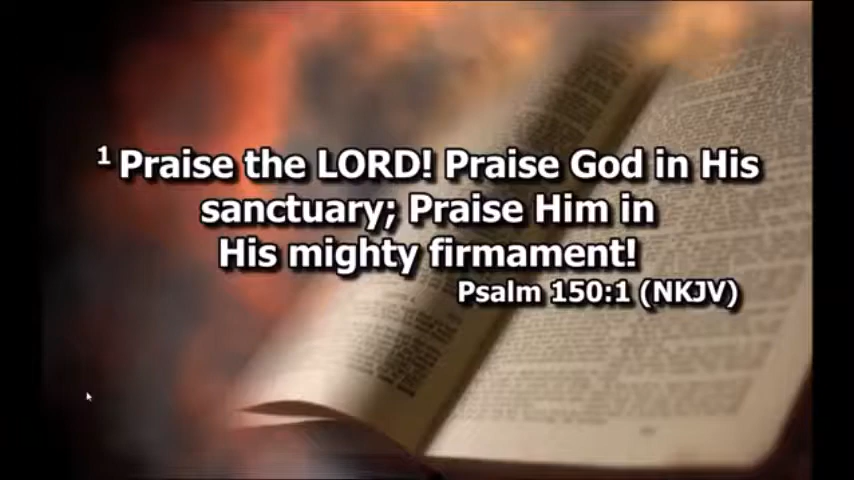 1 Praise the LORD! Praise God in His
sanctuary; Praise Him in
His mighty firmament!
Psalm 150:1 (NKJV)